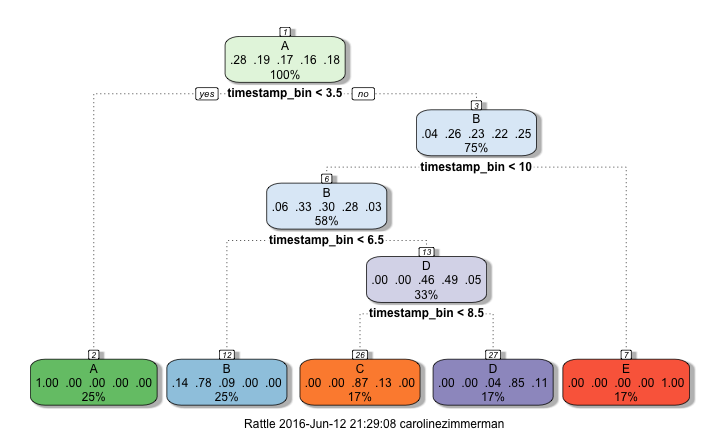 1
A
.28 .19 .17 .16 .18
100%
yes timestamp_bin < 3.5 no
3
B
.04 .26 .23 .22 .25
75%
timestamp_bin < 10
6
B
.06 .33 .30 .28 .03
58%
timestamp_bin < 6.5
13
D
.00 .00 .46 .49 .05
33%
timestamp_bin < 8.5
2
A
1.00 .00 .00 .00 .00
25%
12
B
.14 .78 .09 .00 .00
25%
26
C
.00 .00 .87 .13 .00
17%
27
D
.00 .00 .04 .85 .11
17%
7
E
.00 .00 .00 .00 1.00
17%
Rattle 2016-Jun-12 21:29:08 carolinezimmerman